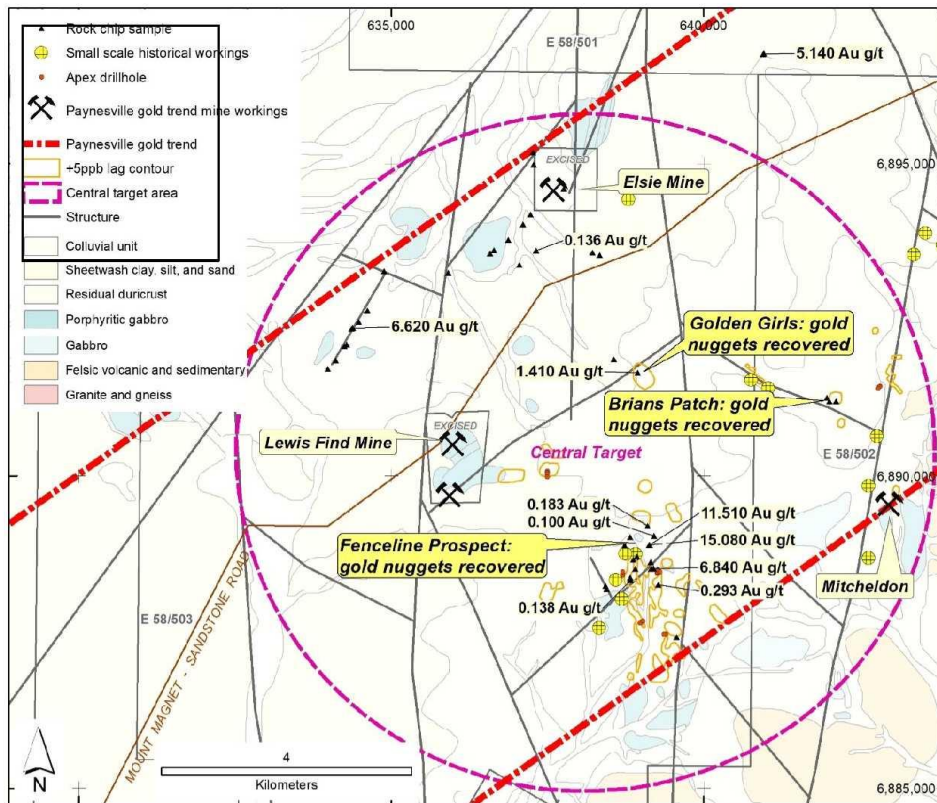 635,000
640,000
Rock chip sample
Small scale historical workings
Apex drillhole
Paynesville gold trend mine workings
Paynesville gold trend
+5ppb lag contour
Central target area
Structure
Colluvial unit
Sheetwash clay, silt, and sand
Residual duricrust
Porphyritic gabbro
Gabbro
Felsic volcanic and sedimentary
Granite and gneiss
E 58/501
5.140 Au g/t
6,895,000
EXCISED
Elsie Mine
0.136 Au g/t
6.620 Au g/t
Golden Girls: gold
nuggets recovered
1.410 Au g/t
Brians Patch: gold
nuggets recovered
EXCISED
Lewis Find Mine
Central Target
E 58/502
6,890,000
0.183 Au g/t
0.100 Au g/t
11.510 Au g/t
15.080 Au g/t
Fenceline Prospect:
gold nuggets recovered
6.840 Au g/t
0.293 Au g/t
Mitcheldon
0.138 Au g/t
E 58/503
MOUNT MAGNET - SANDSTONE ROAD
N
4
Kilometers
6,885,000